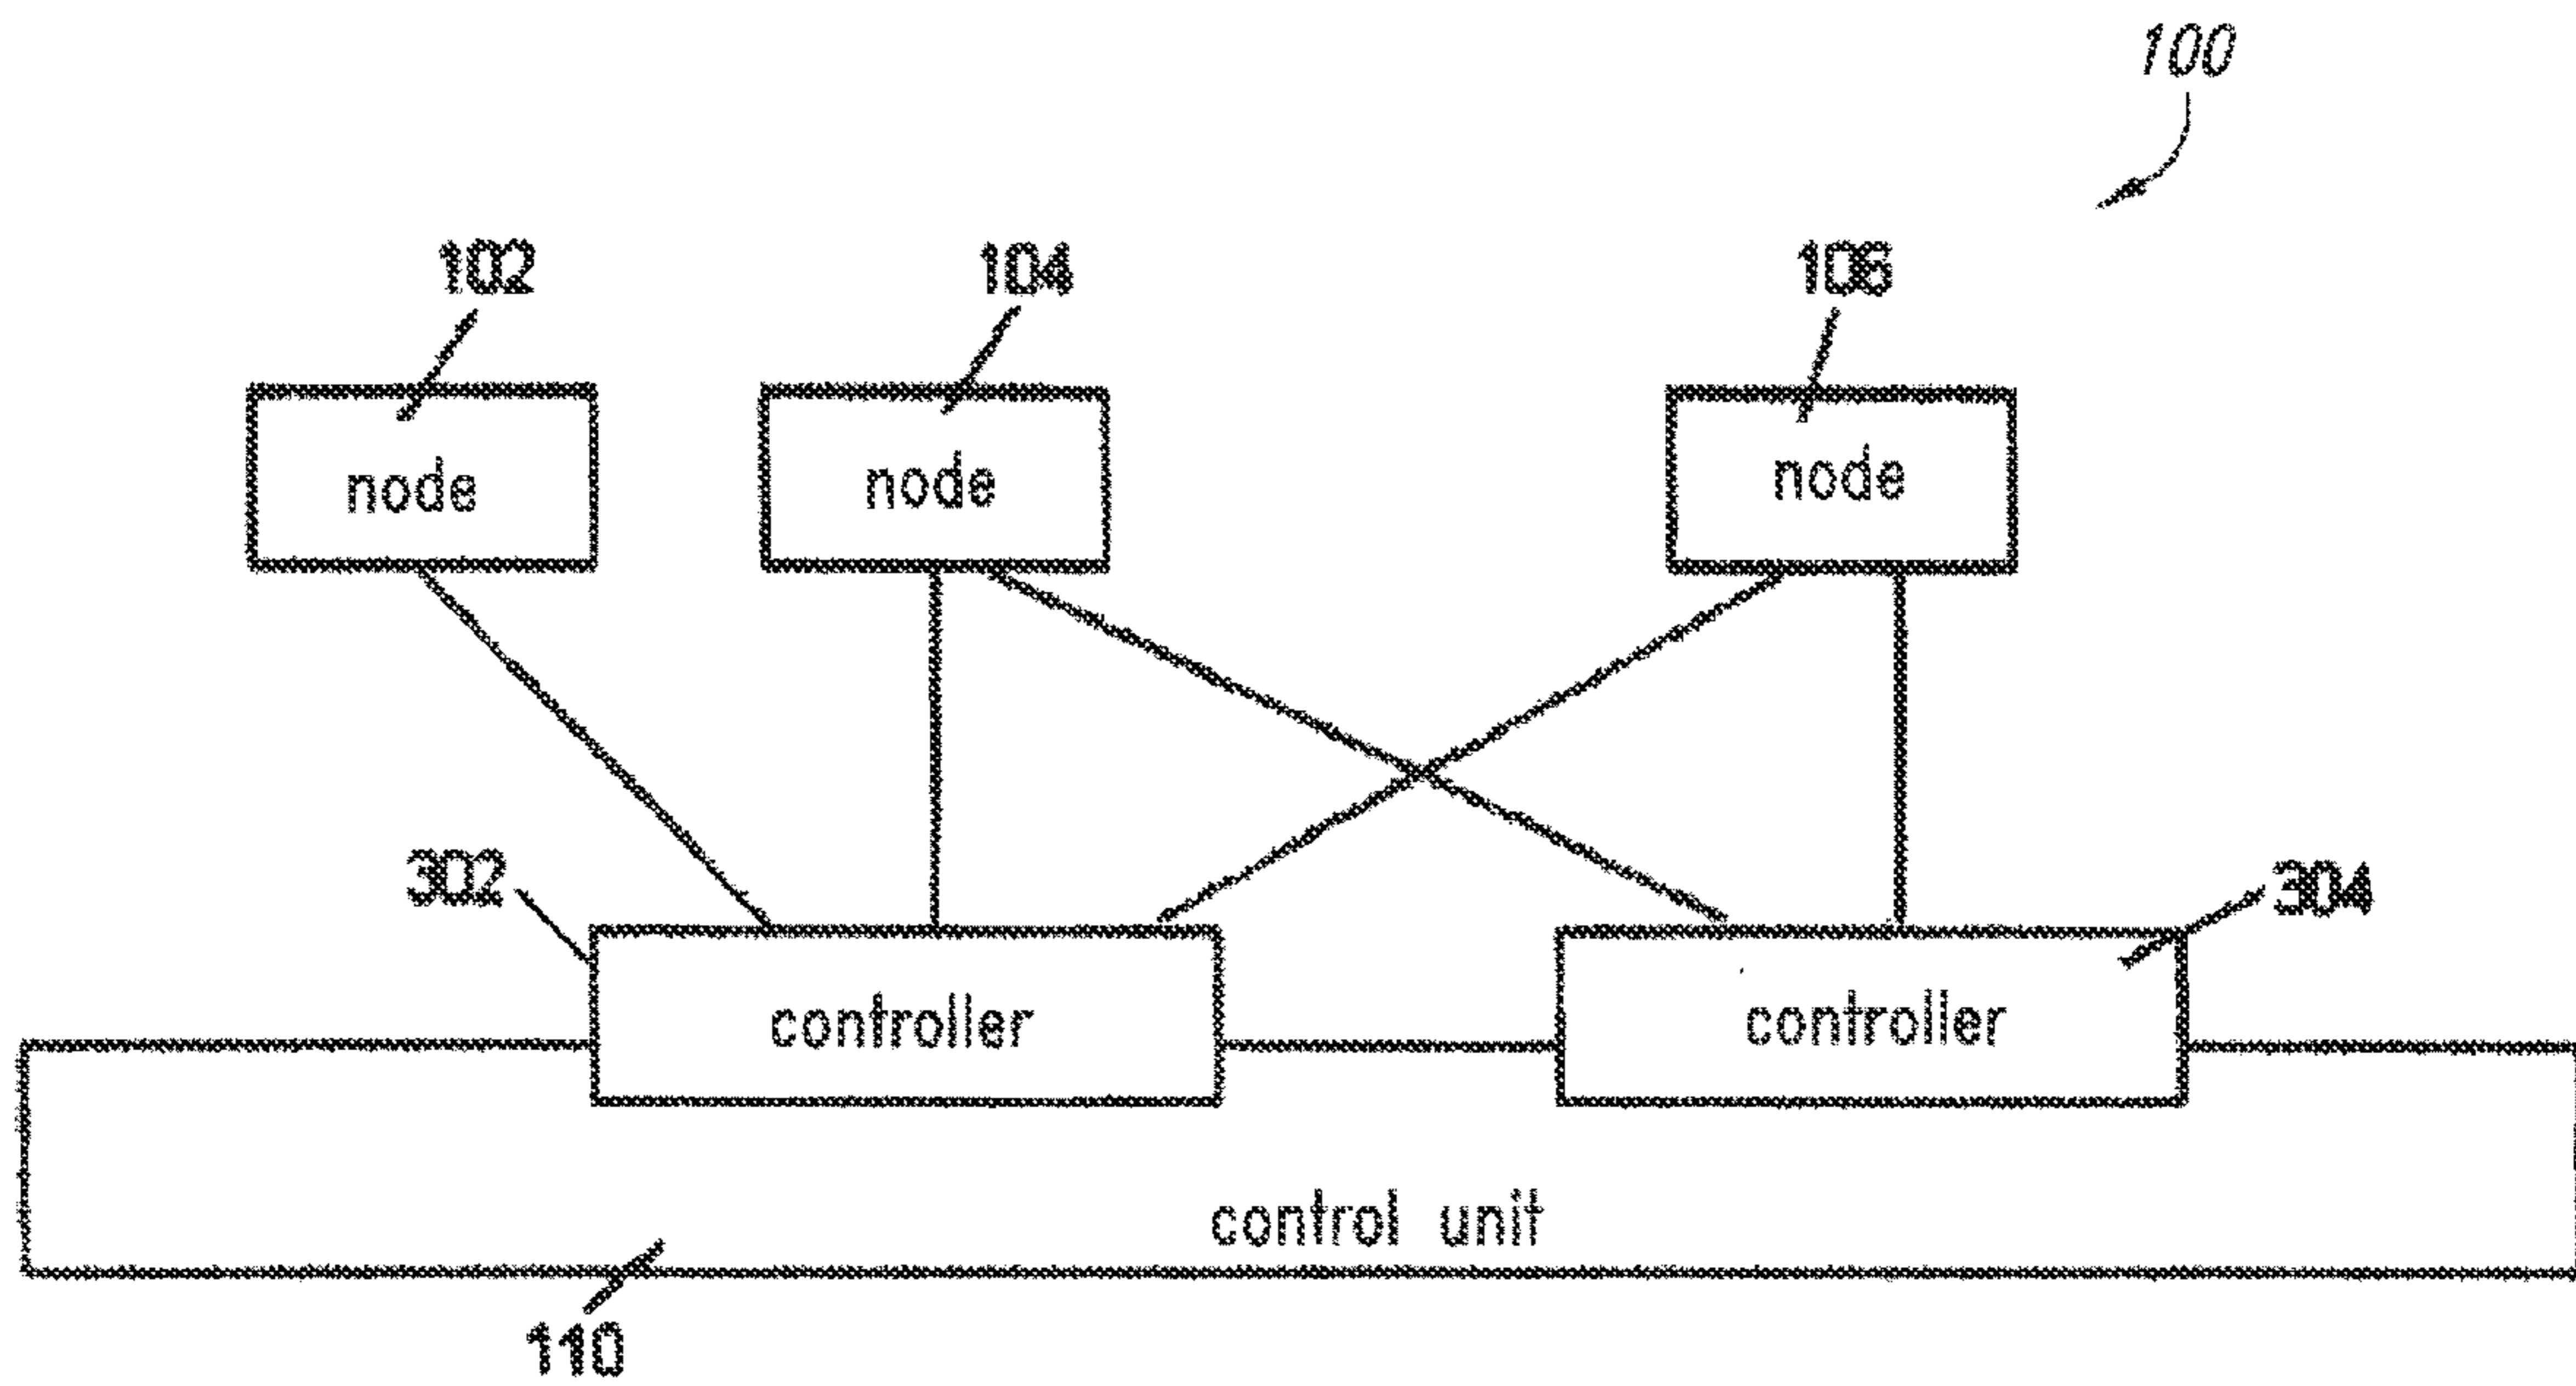 100
102 104 106
node node node
302 304
controller controller
control unit
110